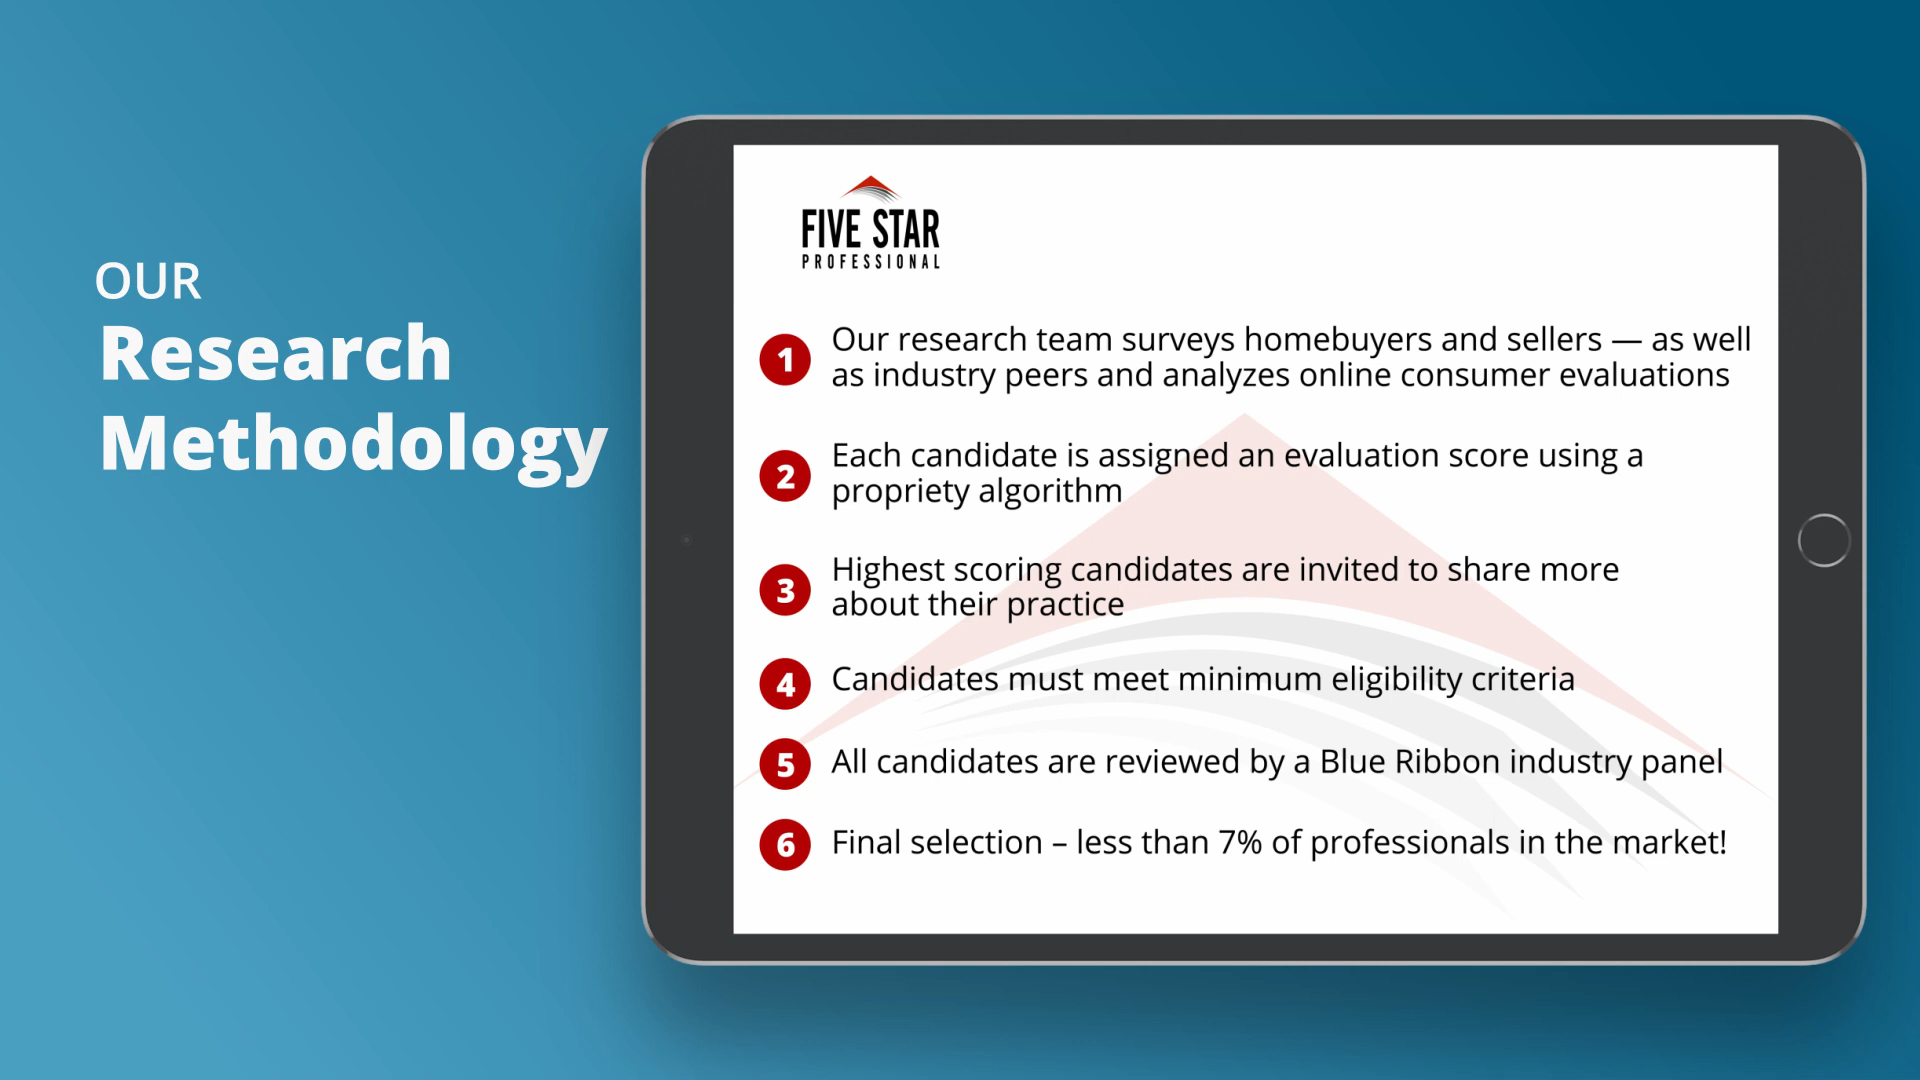 OUR
Research
Methodology
FIVE STAR
PROFESSIONAL
1 Our research team surveys homebuyers and sellers — as well
as industry peers and analyzes online consumer evaluations
2 Each candidate is assigned an evaluation score using a
propriety algorithm
3 Highest scoring candidates are invited to share more
about their practice
4 Candidates must meet minimum eligibility criteria
5 All candidates are reviewed by a Blue Ribbon industry panel
6 Final selection – less than 7% of professionals in the market!